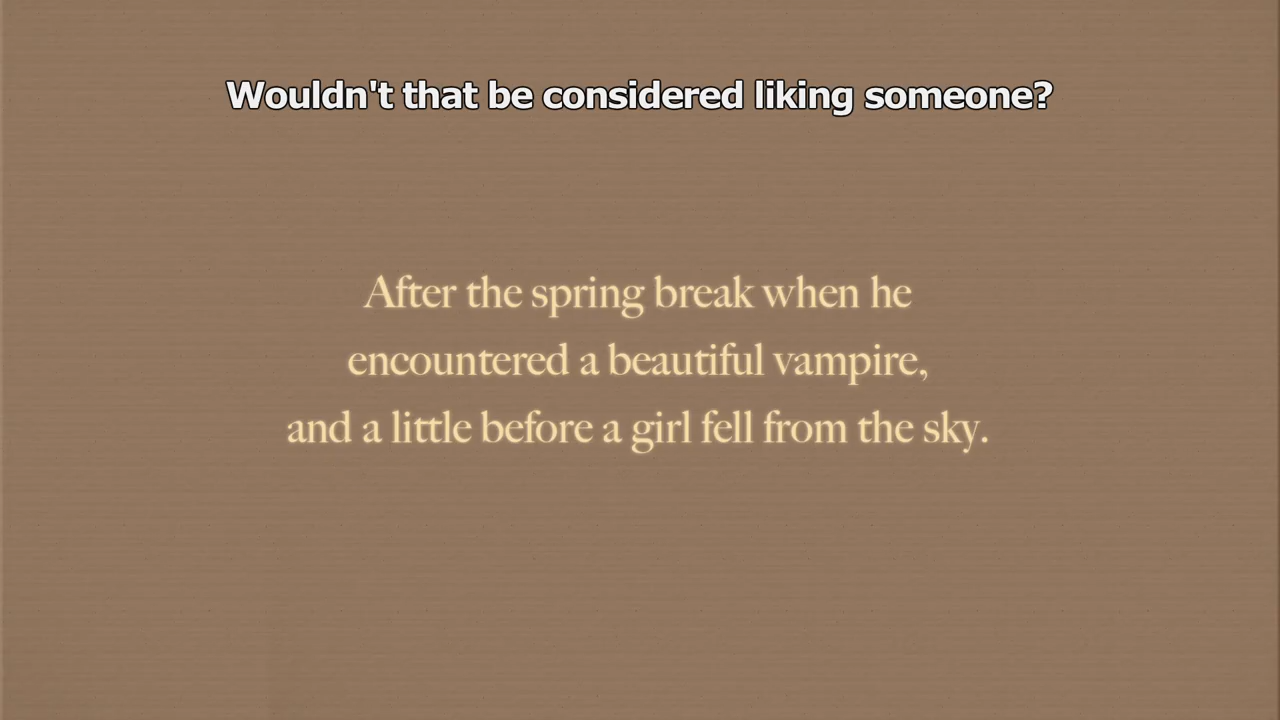 Wouldn't that be considered liking someone?
After the spring break when he
encountered a beautiful vampire,
and a little before a girl fell from the sky.